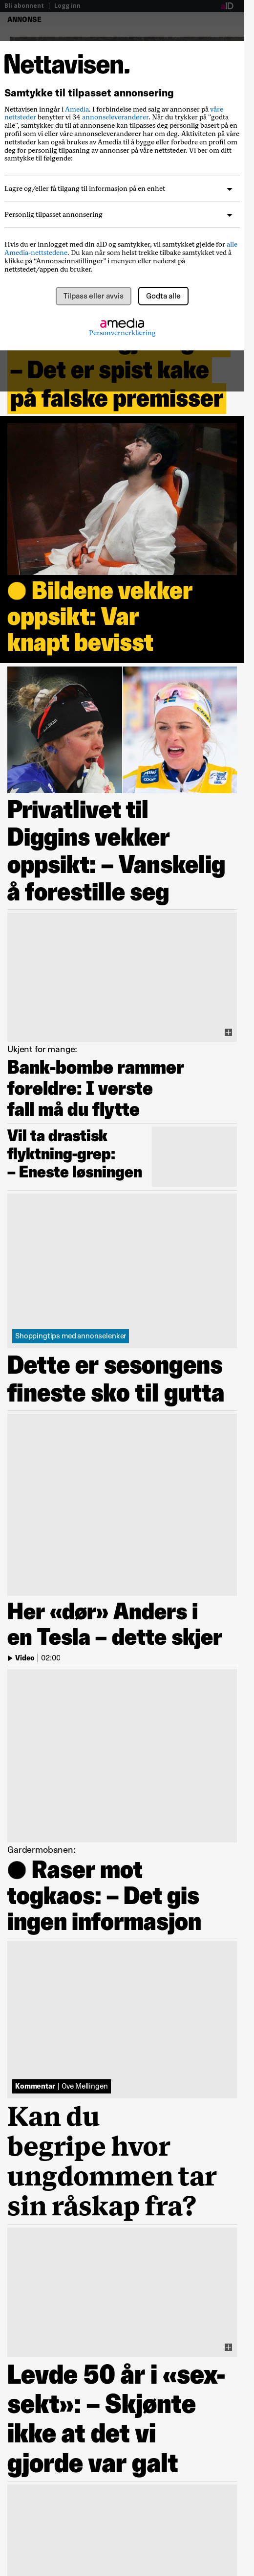 Bli abonnent | Logg inn
aID
ANNONSE
Nettavisen.
Samtykke til tilpasset annonsering
Nettavisen inngår i Amedia. I forbindelse med salg av annonser på våre
nettsteder benytter vi 34 annonseleverandører. Når du trykker på "godta
alle", samtykker du til at annonsene kan tilpasses deg personlig basert på en
profil som vi eller våre annonseleverandører har om deg. Aktiviteten på våre
nettsteder kan også brukes av Amedia til å bygge eller forbedre en profil om
deg for personlig tilpasning av annonser på våre nettsteder. Vi ber om ditt
samtykke til følgende:
Lagre og/eller få tilgang til informasjon på en enhet
Personlig tilpasset annonsering
Hvis du er innlogget med din aID og samtykker, vil samtykket gjelde for alle
Amedia-nettstedene. Du kan når som helst trekke tilbake samtykket ved å
klikke på "Annonseinnstillinger" i menyen eller nederst på
nettstedet/appen du bruker.
Tilpass eller avvis
Godta alle
amedia
Personvernerklæring
– Det er spist kake
på falske premisser
Bildene vekker
oppsikt: Var
knapt bevisst
Privatlivet til
Diggins vekker
oppsikt: – Vanskelig
å forestille seg
Ukjent for mange:
Bank-bombe rammer
foreldre: I verste
fall må du flytte
Vil ta drastisk
flyktning-grep:
– Eneste løsningen
Shoppingtips med annonselenker
Dette er sesongens
fineste sko til gutta
Her «dør» Anders i
en Tesla – dette skjer
Video | 02:00
Gardermobanen:
Raser mot
togkaos: – Det gis
ingen informasjon
Kommentar | Ove Mellingen
Kan du
begripe hvor
ungdommen tar
sin råskap fra?
Levde 50 år i «sex-
sekt»: – Skjønte
ikke at det vi
gjorde var galt